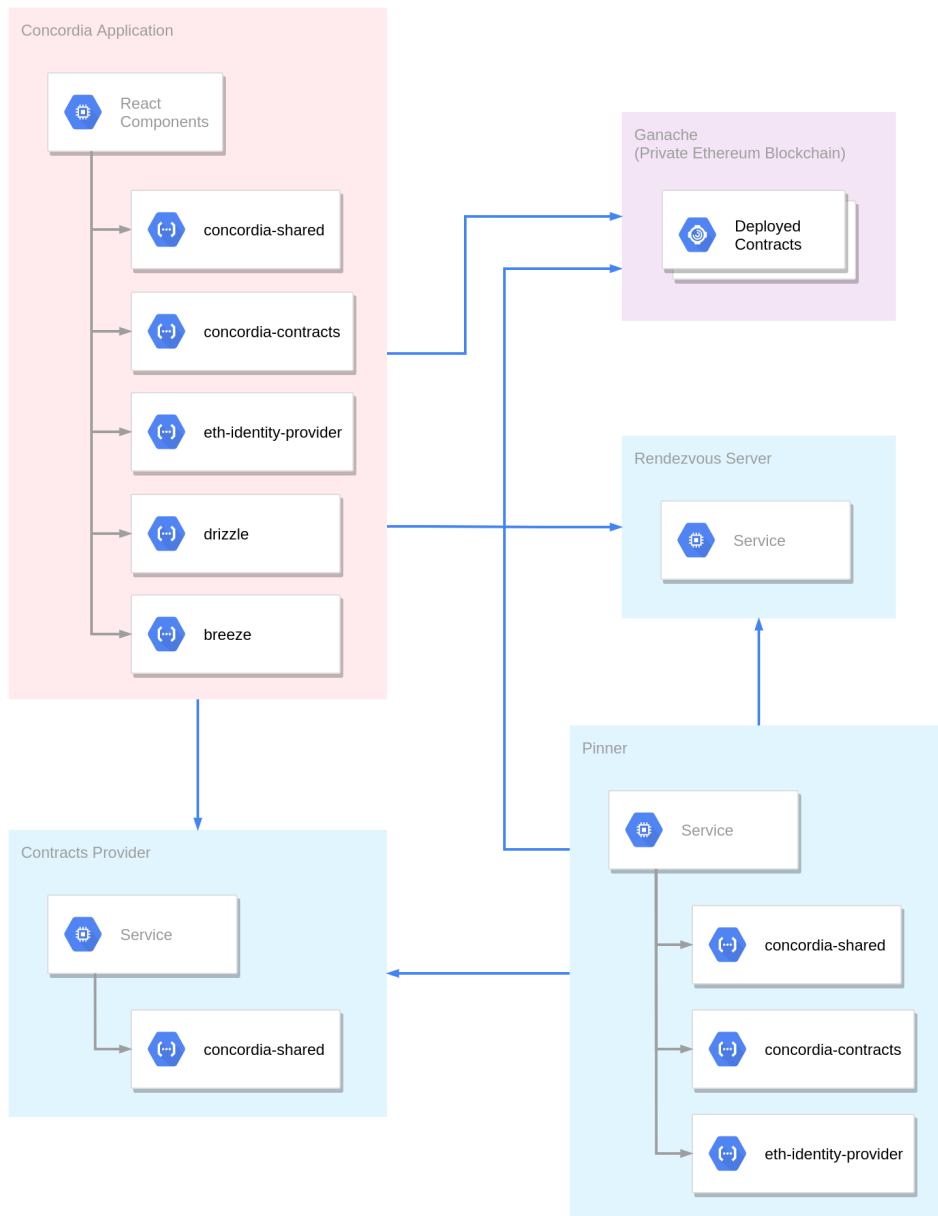 Concordia Application
React
Components
concordia-shared
concordia-contracts
eth-identity-provider
drizzle
breeze
Ganache
(Private Ethereum Blockchain)
Deployed
Contracts
Rendezvous Server
Service
Contracts Provider
Service
concordia-shared
Pinner
Service
concordia-shared
concordia-contracts
eth-identity-provider